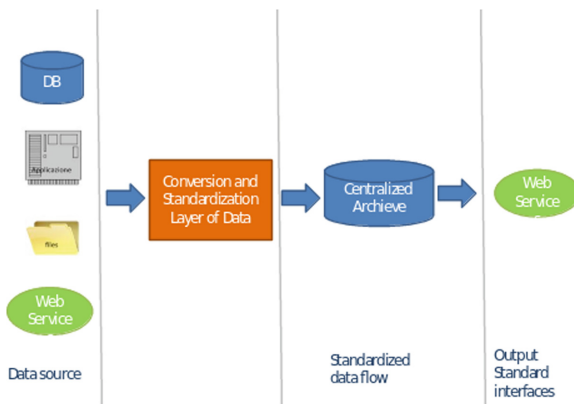 DB
Applicazione
files
Web
Service
Data source
Conversion and
Standardization
Layer of Data
Centralized
Archieve
Standardized
data flow
Web
Service
Output
Standard
interfaces